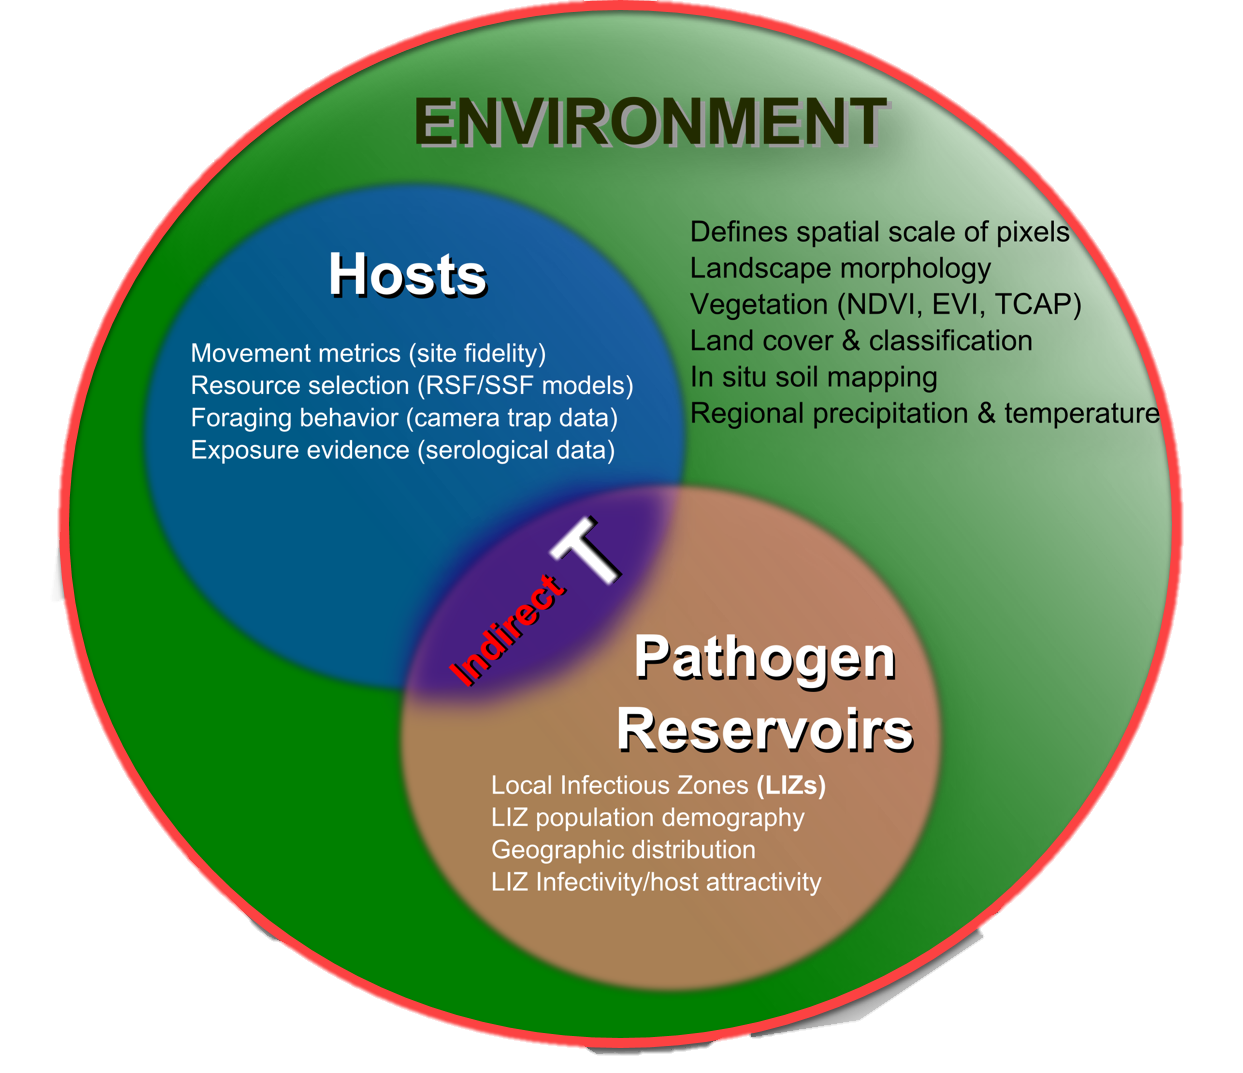 ENVIRONMENT
Hosts
Movement metrics (site fidelity)
Resource selection (RSF/SSF models)
Foraging behavior (camera trap data)
Exposure evidence (serological data)
Defines spatial scale of pixels
Landscape morphology
Vegetation (NDVI, EVI, TCAP)
Land cover & classification
In situ soil mapping
Regional precipitation & temperature
Indirect T
Pathogen
Reservoirs
Local Infectious Zones (LIZs)
LIZ population demography
Geographic distribution
LIZ Infectivity/host attractivity